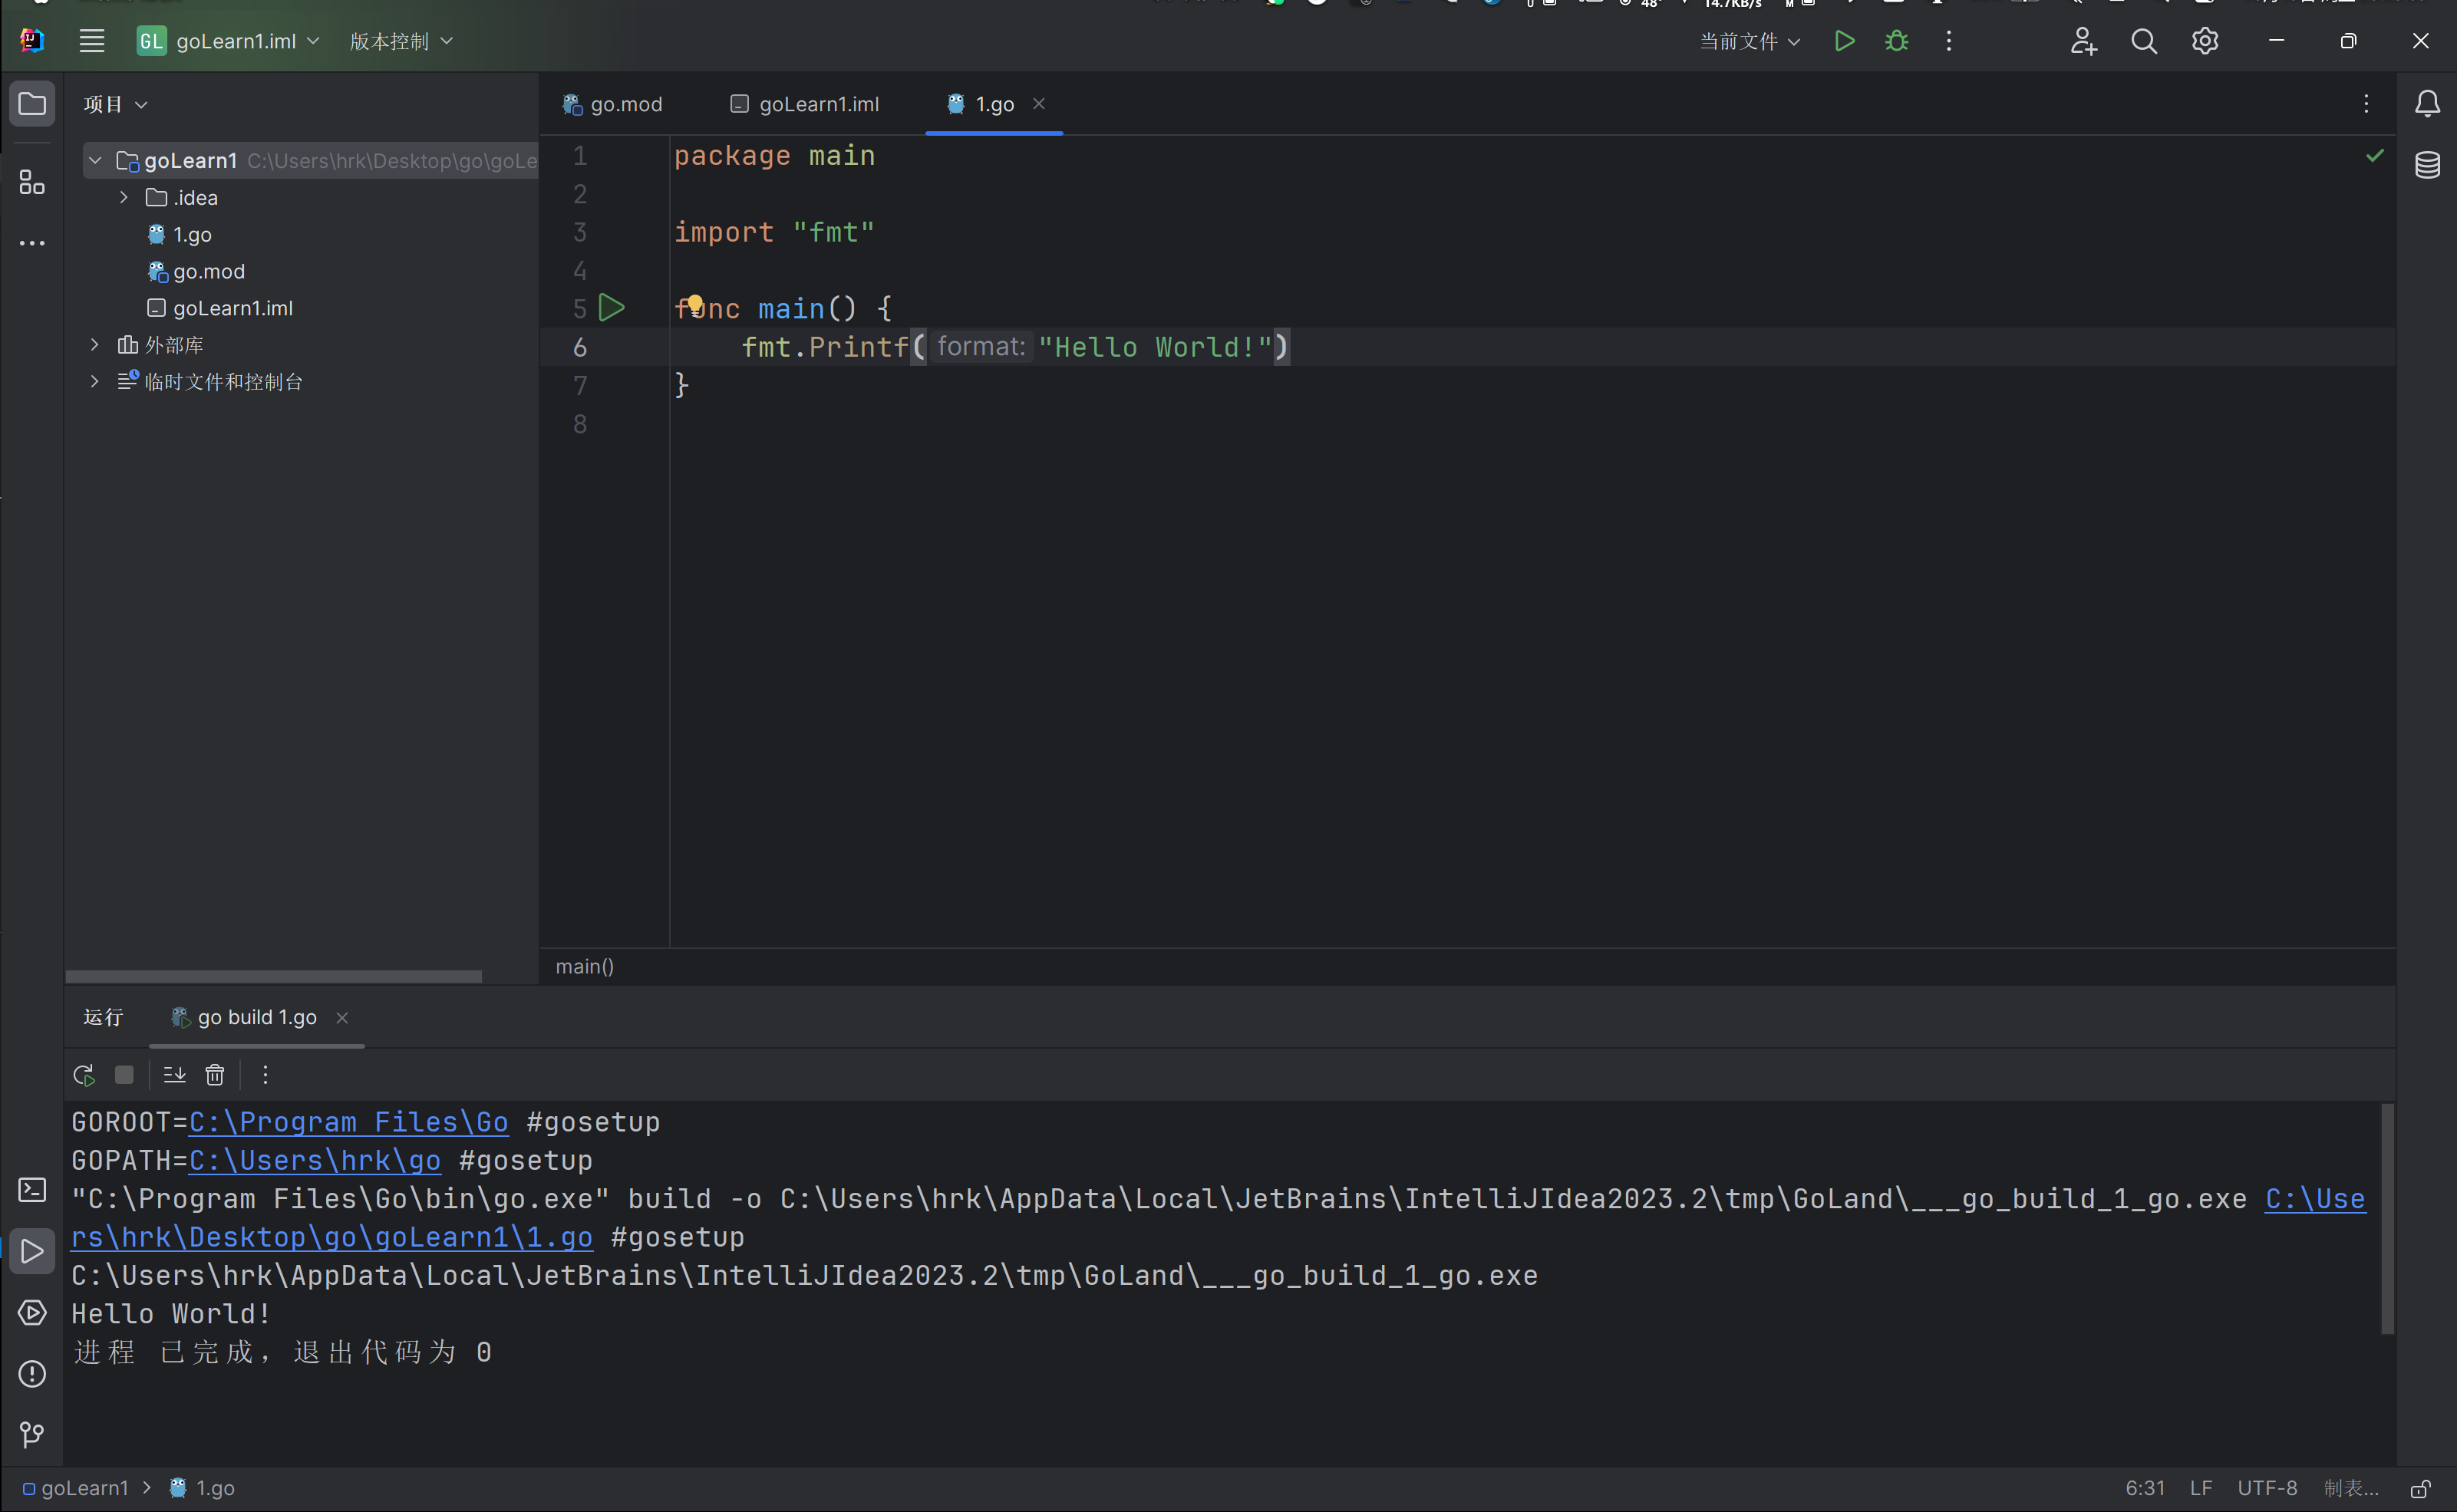 GL goLearn1.iml 版本控制 当前文件
项目
go.mod goLearn1.iml 1.go
goLearn1 C:\Users\hrk\Desktop\go\goLe
.idea
1.go
go.mod
goLearn1.iml
外部库
临时文件和控制台
1 package main
2
3 import "fmt"
4
5 func main() {
6 fmt.Printf( format: "Hello World!")
7 }
8
main()
运行 go build 1.go
GOROOT=C:\Program Files\Go #gosetup
GOPATH=C:\Users\hrk\go #gosetup
"C:\Program Files\Go\bin\go.exe" build -o C:\Users\hrk\AppData\Local\JetBrains\IntelliJIdea2023.2\tmp\GoLand\___go_build_1_go.exe C:\Use
rs\hrk\Desktop\go\goLearn1\1.go #gosetup
C:\Users\hrk\AppData\Local\JetBrains\IntelliJIdea2023.2\tmp\GoLand\___go_build_1_go.exe
Hello World!
进程 已完成，退出代码为 0
goLearn1 1.go 6:31 LF UTF-8 制表...